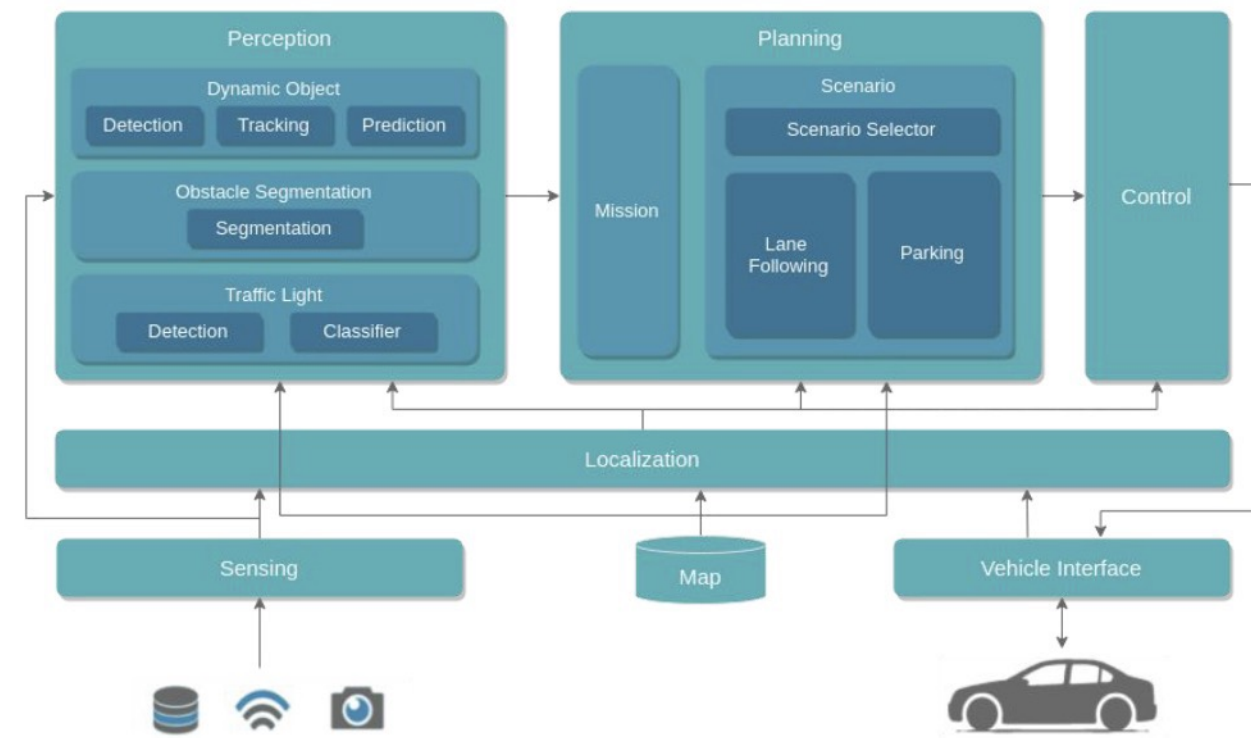 Perception
Dynamic Object
Detection
Tracking
Prediction
Obstacle Segmentation
Segmentation
Traffic Light
Detection
Classifier
Planning
Mission
Scenario
Scenario Selector
Lane
Following
Parking
Control
Localization
Sensing
Map
Vehicle Interface